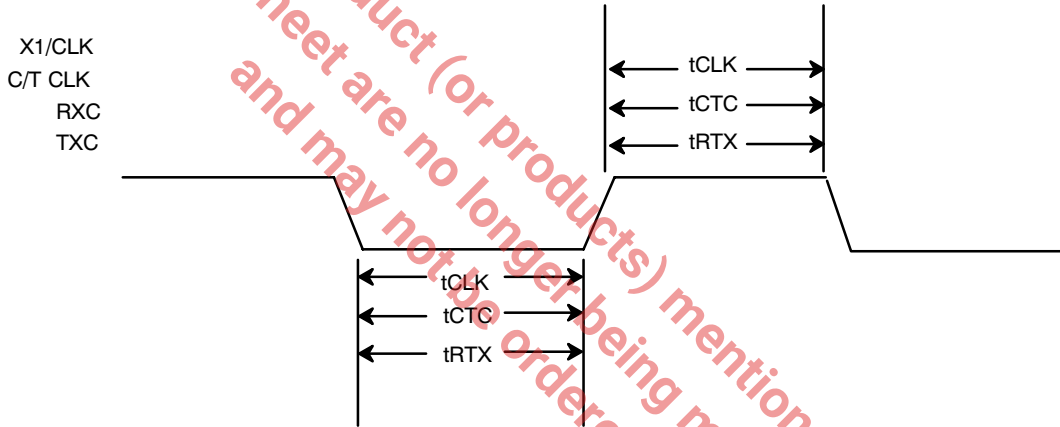 X1/CLK
C/T CLK
RXC
TXC
tCLK
tCTC
tRTX
tCLK
tCTC
tRTX
duct (or products) mention
meet are no longer being m
and may not be ordere